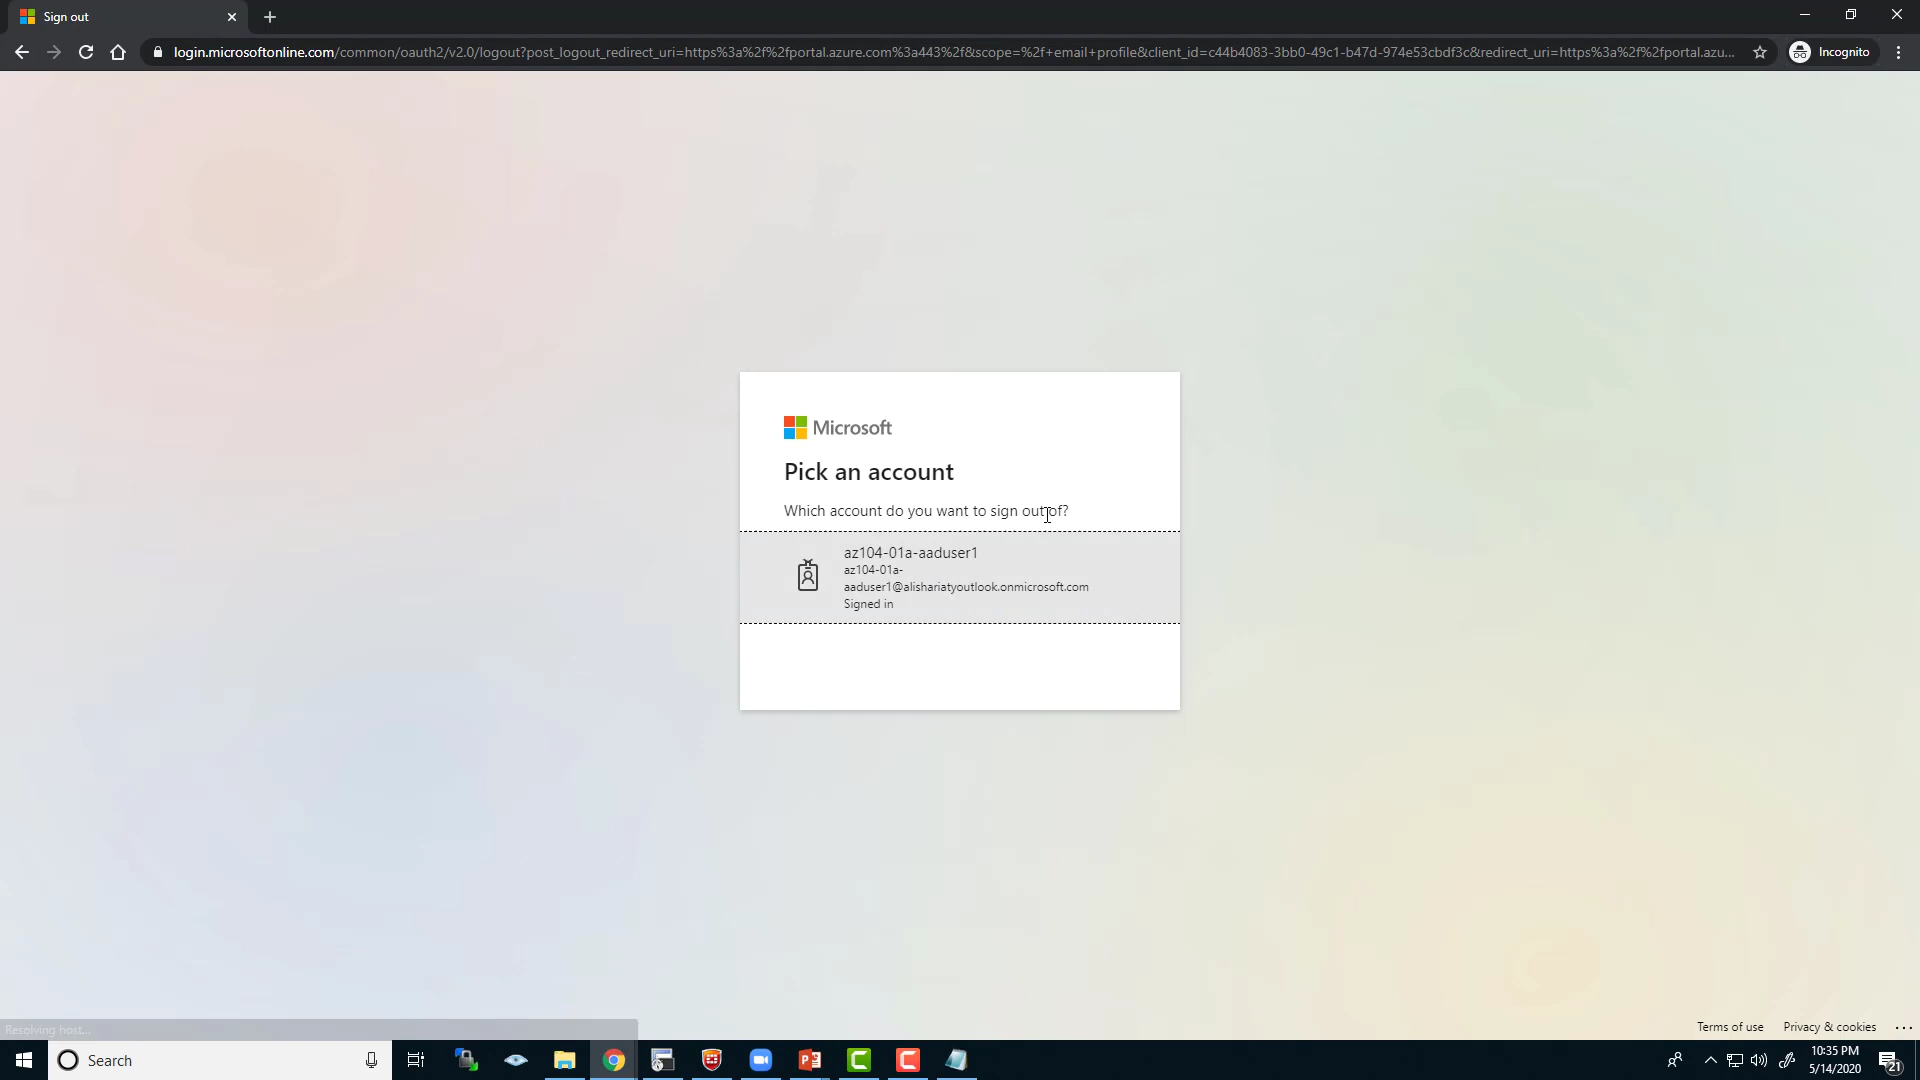 Sign out
login.microsoftonline.com/common/oauth2/v2.0/logout?post_logout_redirect_uri=https%3a%2f%2fportal.azure.com%3a443%2f&scope=%2f+email+profile&client_id=c44b4083-3bb0-49c1-b47d-974e53cbdf3c&redirect_uri=https%3a%2f%2fportal.azu...
Incognito
Microsoft
Pick an account
Which account do you want to sign out of?
az104-01a-aaduser1
az104-01a-
aaduser1@alishariatyoutlook.onmicrosoft.com
Signed in
Resolving host...
Terms of use
Privacy & cookies
...
Search
10:35 PM
5/14/2020
21